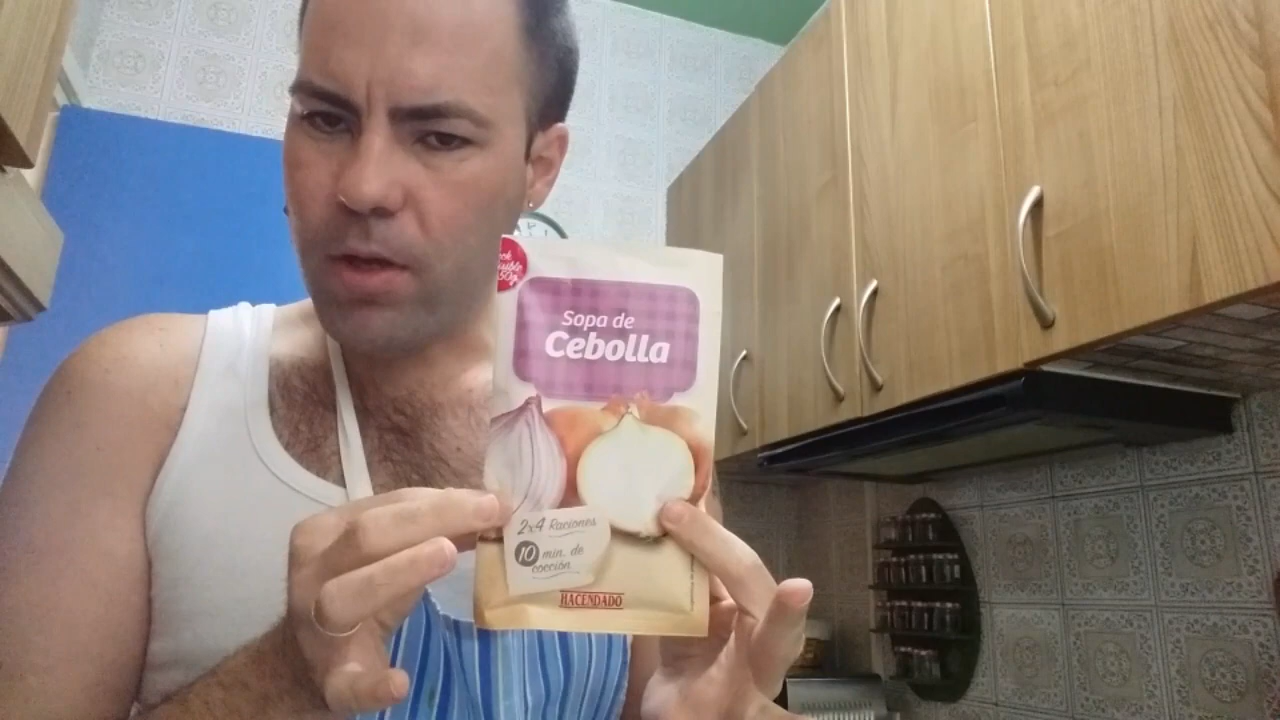 Sopa de
Cebolla
2x4 Raciones
10 min. de
cocción
HACENDADO